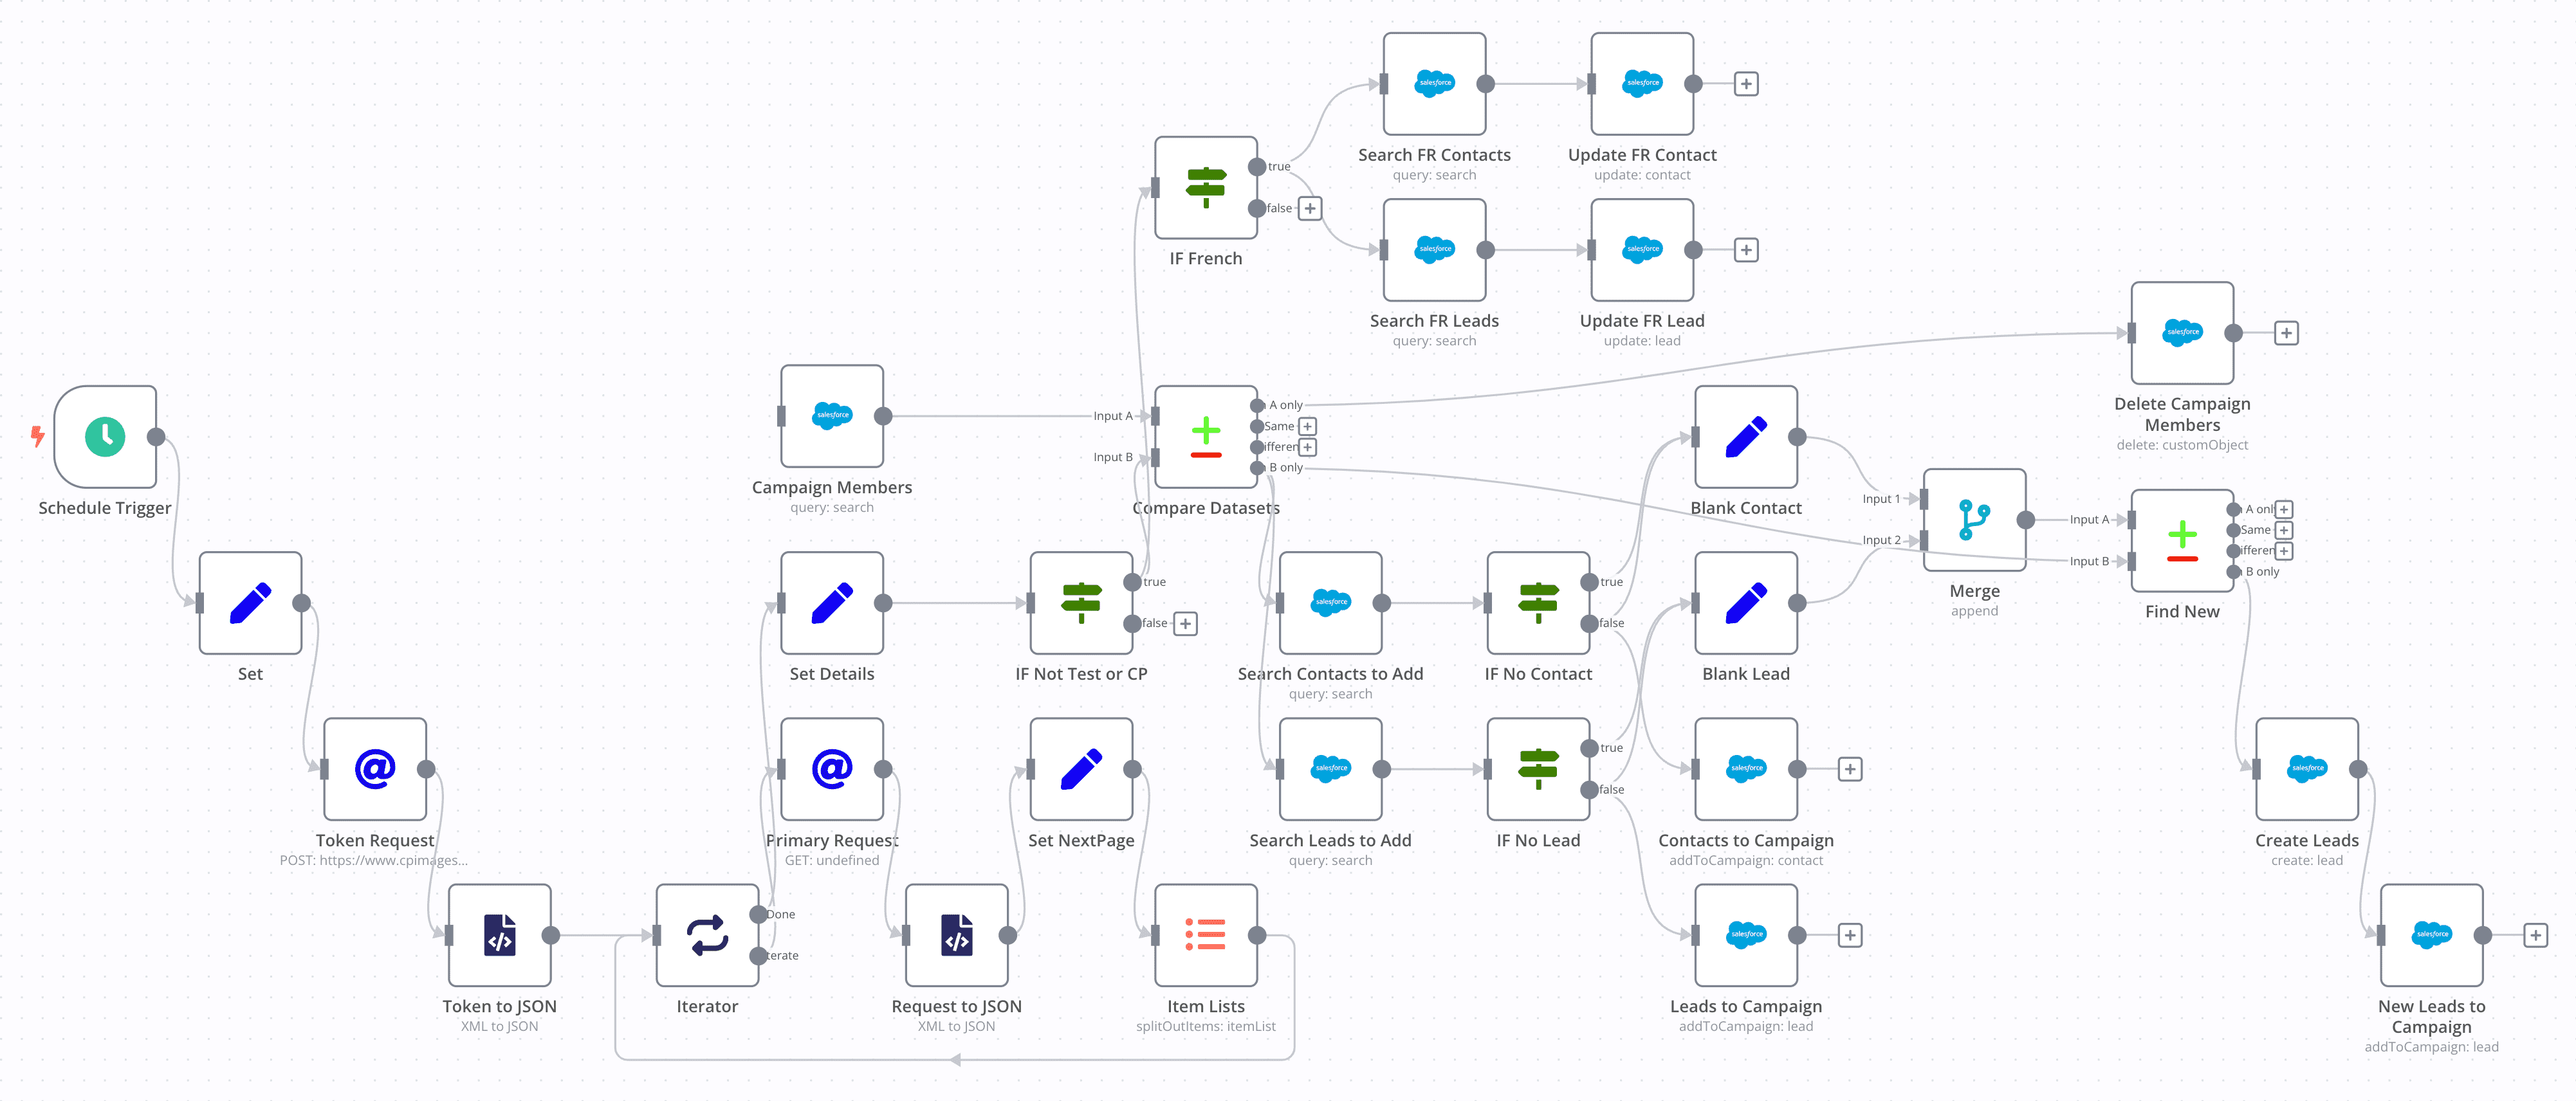 salesforce
salesforce
Search FR Contacts
query: search
Update FR Contact
update: contact
true
false
IF French
salesforce
salesforce
Search FR Leads
query: search
Update FR Lead
update: lead
salesforce
Delete Campaign
Members
delete: customObject
Schedule Trigger
salesforce
Campaign Members
query: search
Input A
Input B
A only
Same
ifferen
B only
Compare Datasets
Blank Contact
Input 1
Input 2
Merge
append
Input A
Input B
A onl
Same
ifferen
B only
Find New
Set
Set Details
true
false
IF Not Test or CP
salesforce
Search Contacts to Add
query: search
true
false
IF No Contact
Blank Lead
Token Request
POST: https://www.cpimages...
Primary Request
GET: undefined
Set NextPage
salesforce
Search Leads to Add
query: search
true
false
IF No Lead
salesforce
Contacts to Campaign
addToCampaign: contact
salesforce
Create Leads
create: lead
Token to JSON
XML to JSON
Done
terate
Iterator
Request to JSON
XML to JSON
Item Lists
splitOutItems: itemList
salesforce
Leads to Campaign
addToCampaign: lead
salesforce
New Leads to
Campaign
addToCampaign: lead